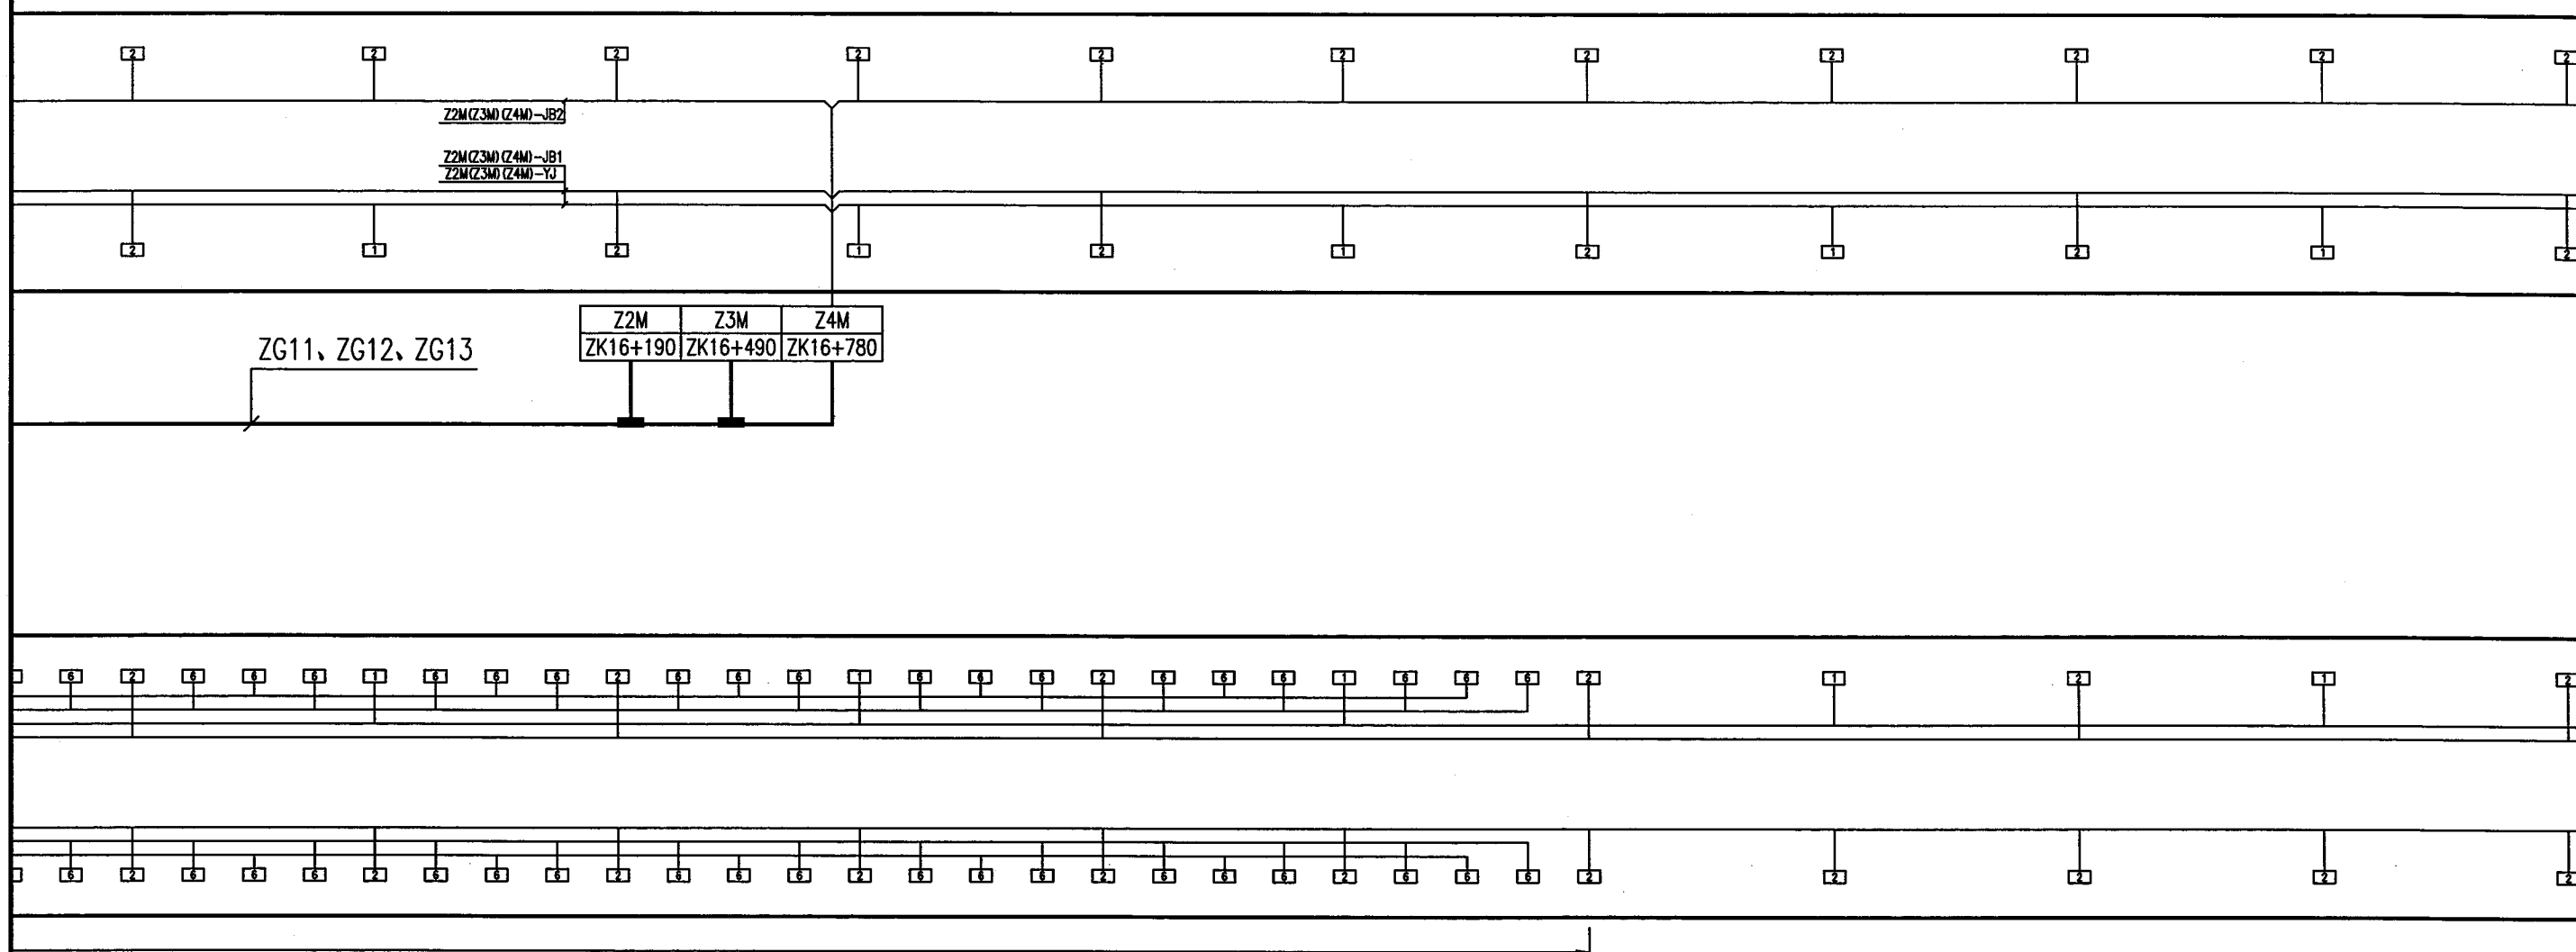 2 2 2 2 2 2 2 2 2 2 2
Z2M(Z3M)(Z4M)-JB2
Z2M(Z3M)(Z4M)-JB1
Z2M(Z3M)(Z4M)-YJ
2 1 2 1 2 1 2 1 2 1 2
Z2M Z3M Z4M
ZK16+190 ZK16+490 ZK16+780
ZG11、ZG12、ZG13
6 2 6 6 6 1 6 6 6 2 6 6 6 1 6 6 6 2 6 6 6 1 6 6 6 2 1 2 1 2
6 2 6 6 6 2 6 6 6 2 6 6 6 2 6 6 6 2 6 6 6 2 6 6 6 2 2 2 2 2